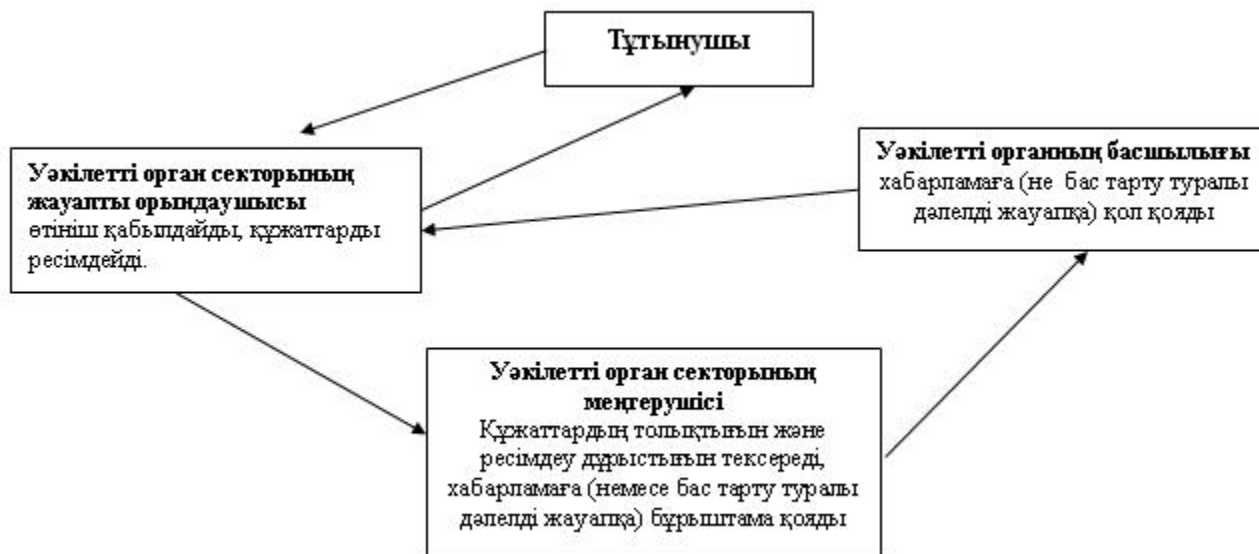 Тұтынушы
Уәкілетті орган секторының
жауапты орындаушысы
өтініш қабылдайды, құжаттарды
ресімдейді.
Уәкілетті органның басшылығы
хабарламаға (не бас тарту туралы
дәлелді жауапқа) қол қояды
Уәкілетті орган секторының
меңгерушісі
Құжаттардың толықтығын және
ресімдеу дұрыстығын тексереді,
хабарламаға (немесе бас тарту туралы
дәлелді жауапқа) бұрыштама қояды